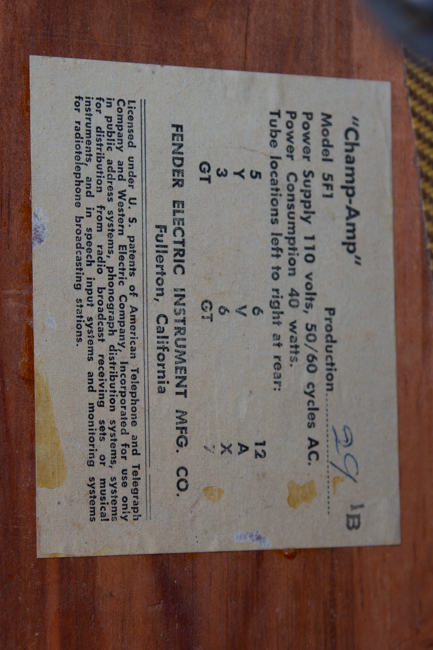 1B
"Champ-Amp" Production 29
Model 5F1
Power Supply 110 volts, 50/60 cycles AC.
Power Consumption 40 watts.
Tube locations left to right at rear:
5 6 12
Y V A
3 6 X
GT GT 7
FENDER ELECTRIC INSTRUMENT MFG. CO.
Fullerton, California
Licensed under U. S. patents of American Telephone and Telegraph
Company and Western Electric Company, Incorporated for use only
in public address systems, phonograph distribution systems, systems
for distribution from radio broadcast receiving sets or musical
instruments, and in speech input systems and monitoring systems
for radiotelephone broadcasting stations.